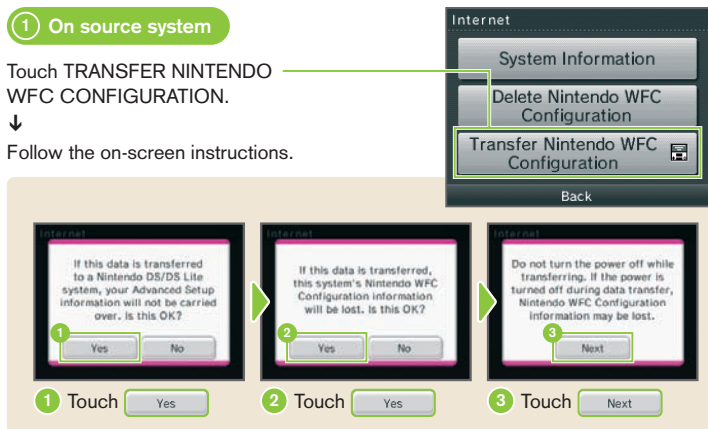 1 On source system
Touch TRANSFER NINTENDO
WFC CONFIGURATION.
↓
Follow the on-screen instructions.
Internet
System Information
Delete Nintendo WFC
Configuration
Transfer Nintendo WFC
Configuration
Back
Internet
If this data is transferred
to a Nintendo DS/DS Lite
system, your Advanced Setup
information will not be carried
over. Is this OK?
1
Yes No
1 Touch Yes
Internet
If this data is transferred,
this system's Nintendo WFC
Configuration information
will be lost. Is this OK?
2
Yes No
2 Touch Yes
Internet
Do not turn the power off while
transferring. If the power is
turned off during data transfer,
Nintendo WFC Configuration
information may be lost.
3
Next
3 Touch Next